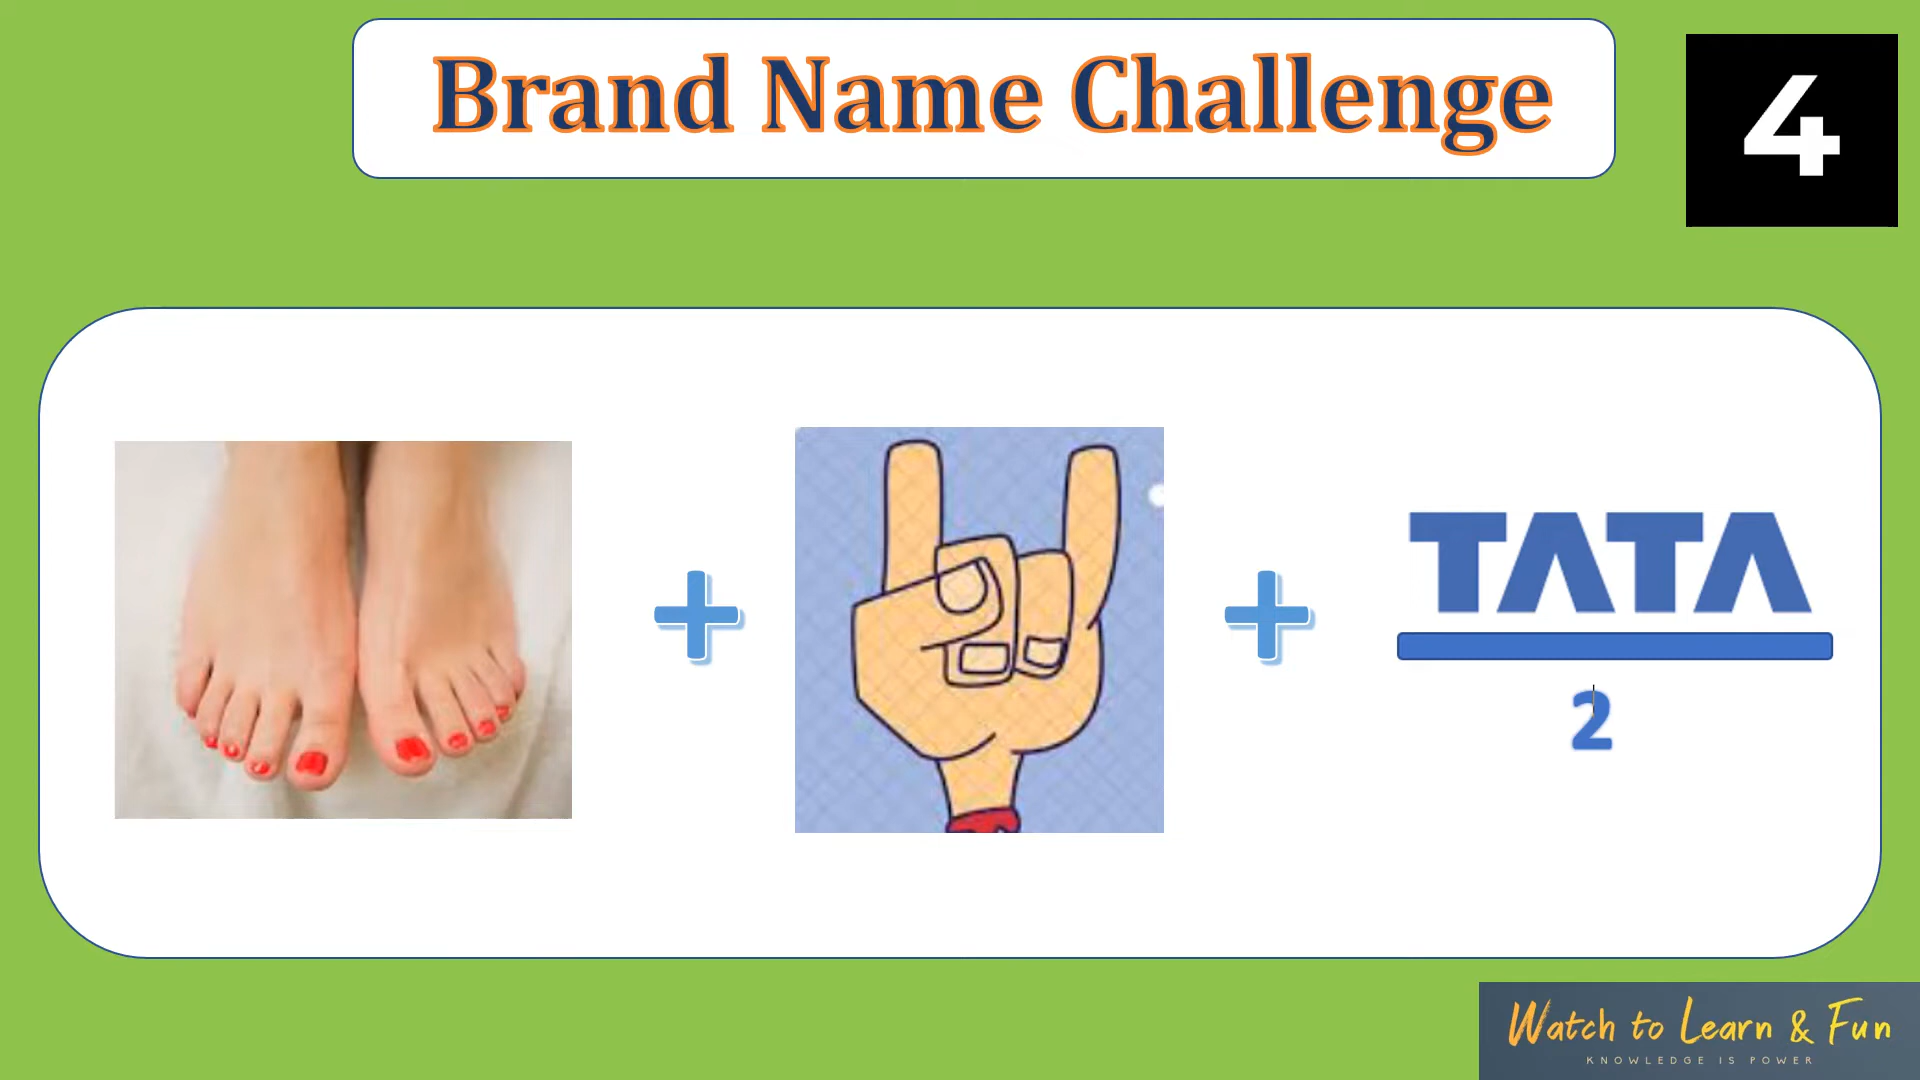 Brand Name Challenge
4
TATA
2
Watch to Learn & Fun
KNOWLEDGE IS POWER